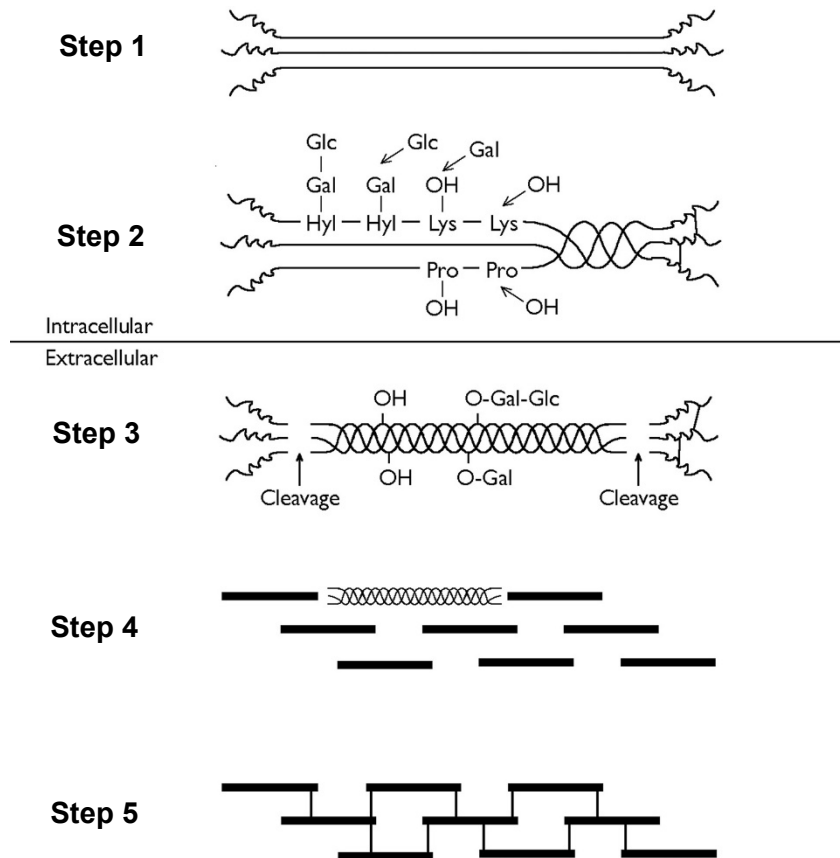 Step 1
Glc Glc Gal
Gal Gal OH OH
Hyl Hyl Lys Lys
Step 2
Pro Pro
OH OH
Intracellular
Extracellular
OH O-Gal-Glc
Step 3
OH O-Gal
Cleavage Cleavage
Step 4
Step 5